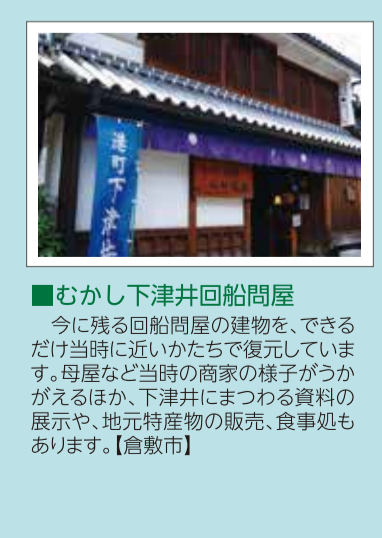 港町下津井
■むかし下津井回船問屋
今に残る回船問屋の建物を、できる
だけ当時に近いかたちで復元していま
す。母屋など当時の商家の様子がうか
がえるほか、下津井にまつわる資料の
展示や、地元特産物の販売、食事処も
あります。【倉敷市】